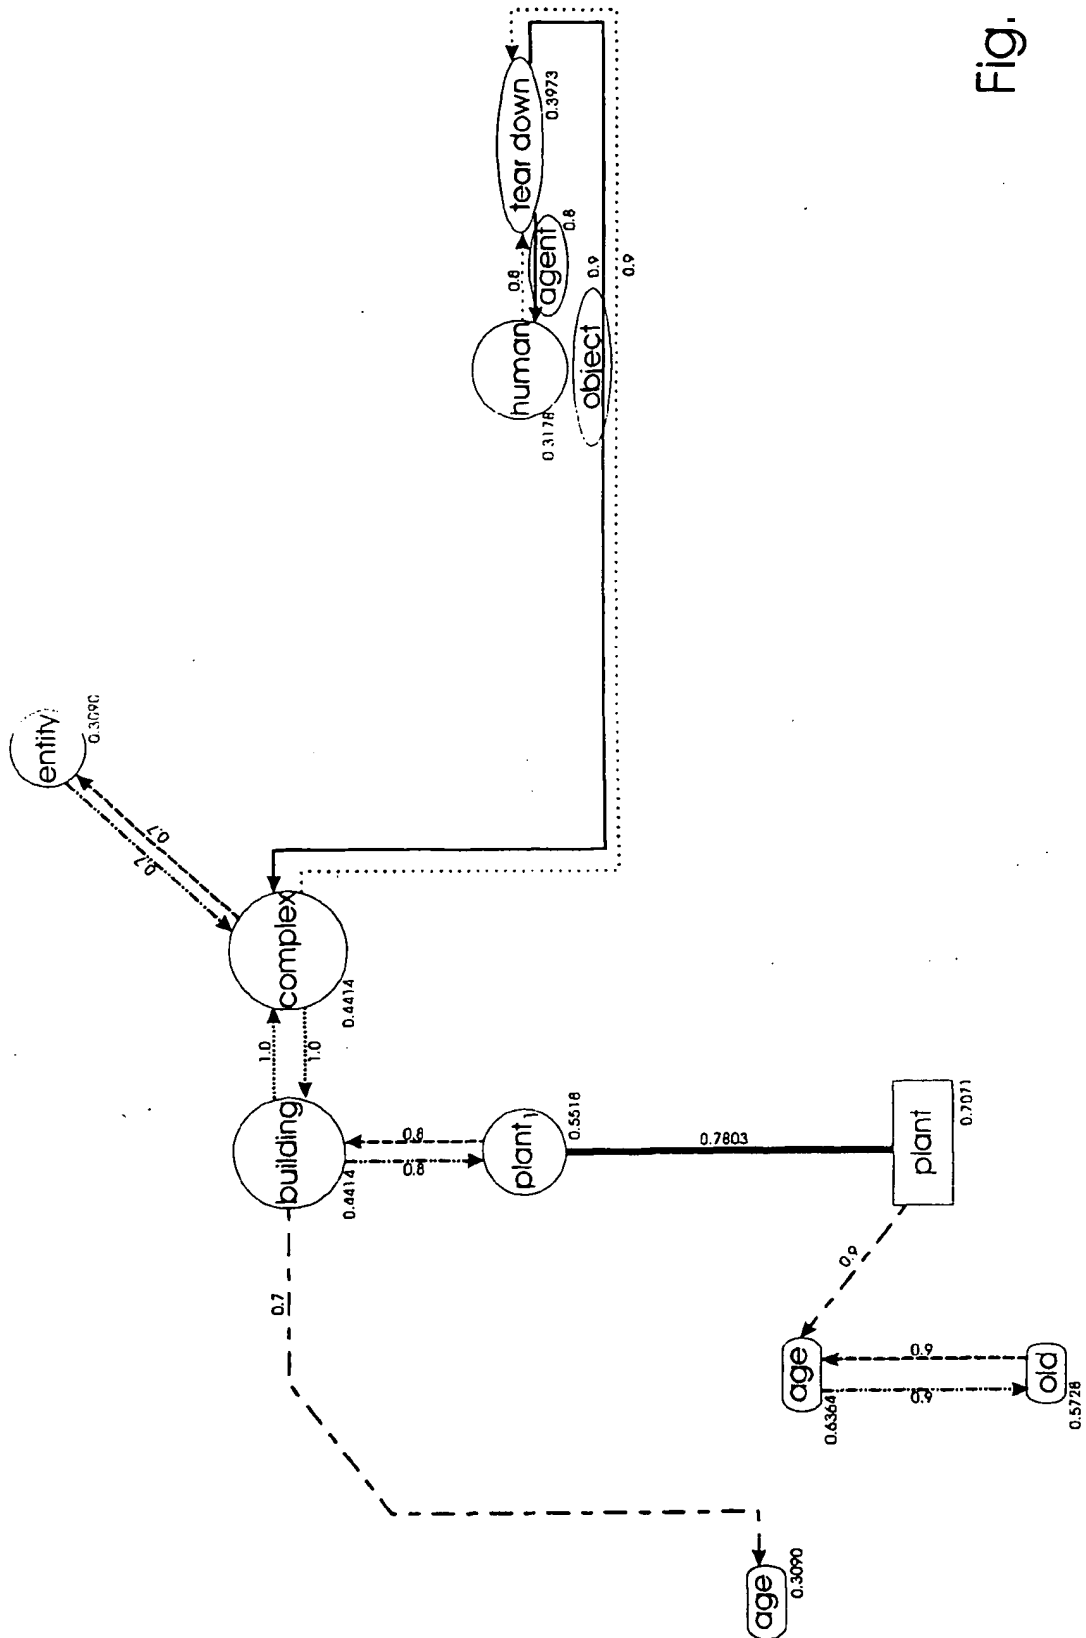 entity
0.3090
0.7
0.7
0.7
1.0
building
complex
1.0
0.4414
0.4414
0.8
0.8
human
0.8
tear down
agent
0.8
0.3178
0.3973
plant₁
0.5518
object
0.9
0.9
0.7803
age
0.3090
age
0.6364
0.9
0.9
0.9
plant
0.7071
old
0.5728
Fig.